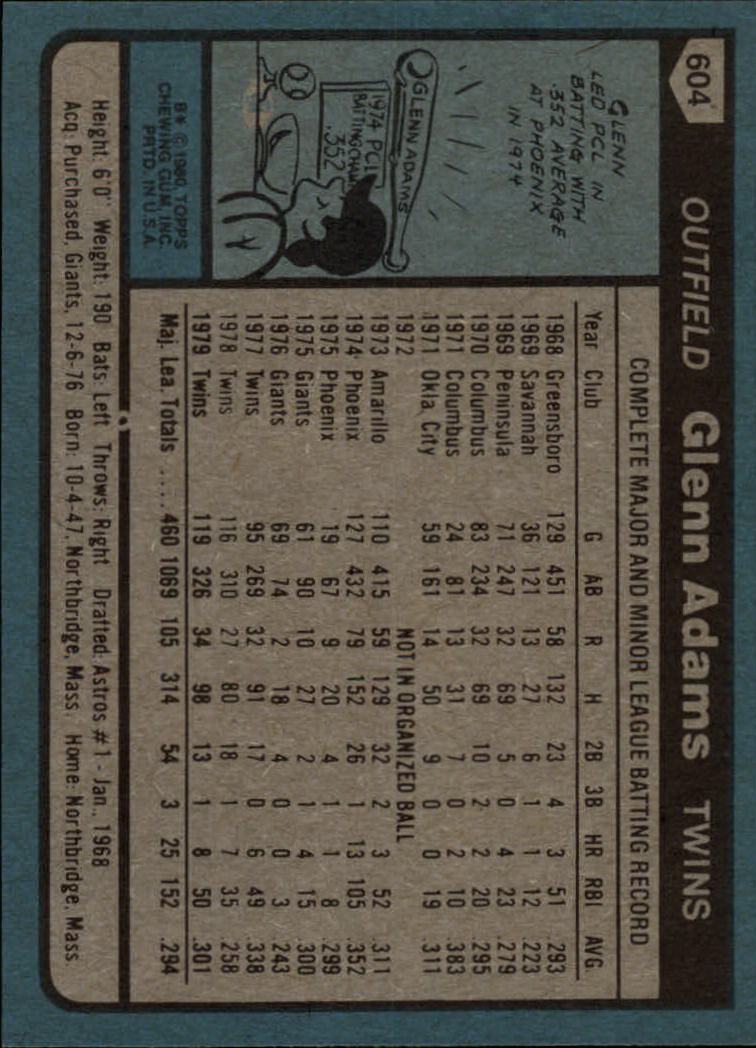 604
OUTFIELD Glenn Adams TWINS
GLENN
LED PCL IN
BATTING WITH
.352 AVERAGE
AT PHOENIX
IN 1974
GLENN ADAMS
1974 PCL
BATTING CHAMP
.352
B* © 1980, TOPPS
CHEWING GUM, INC.
PRTD. IN U.S.A.
COMPLETE MAJOR AND MINOR LEAGUE BATTING RECORD
Year Club G AB R H 2B 3B HR RBI AVG.
1968 Greensboro 129 451 58 132 23 4 3 51 .293
1969 Savannah 36 121 13 27 6 1 1 12 .223
1969 Peninsula 71 247 32 69 5 0 4 23 .279
1970 Columbus 83 234 32 69 10 2 2 20 .295
1971 Columbus 24 81 13 31 7 0 2 10 .383
1971 Okla. City 59 161 14 50 9 0 0 19 .311
1972 NOT IN ORGANIZED BALL
1973 Amarillo 110 415 59 129 32 2 3 52 .311
1974 Phoenix 127 432 79 152 26 1 13 105 .352
1975 Phoenix 19 67 9 20 4 1 1 8 .299
1975 Giants 61 90 10 27 2 1 4 15 .300
1976 Giants 69 74 2 18 4 0 0 3 .243
1977 Twins 95 269 32 91 17 0 6 49 .338
1978 Twins 116 310 27 80 18 1 7 35 .258
1979 Twins 119 326 34 98 13 1 8 50 .301
Maj. Lea. Totals .... 460 1069 105 314 54 3 25 152 .294
Height: 6'0" Weight: 190 Bats: Left Throws: Right Drafted: Astros #1 - Jan., 1968
Acq: Purchased, Giants, 12-6-76 Born: 10-4-47, Northbridge, Mass. Home: Northbridge, Mass.